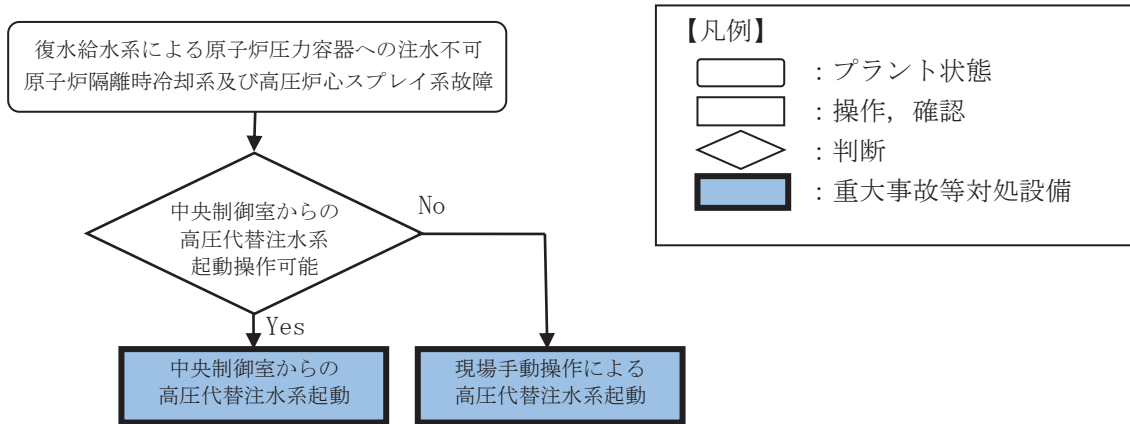 復水給水系による原子炉圧力容器への注水不可
原子炉隔離時冷却系及び高圧炉心スプレイ系故障
中央制御室からの
高圧代替注水系
起動操作可能
No
Yes
中央制御室からの
高圧代替注水系起動
現場手動操作による
高圧代替注水系起動
【凡例】
：プラント状態
：操作，確認
：判断
：重大事故等対処設備